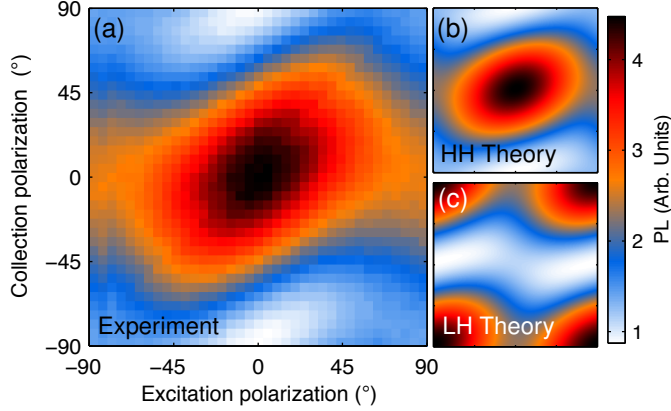 (a)
Experiment
90
45
0
−45
−90
Collection polarization (°)
−90
−45
0
45
90
Excitation polarization (°)
(b)
HH Theory
(c)
LH Theory
4
3
2
1
PL (Arb. Units)